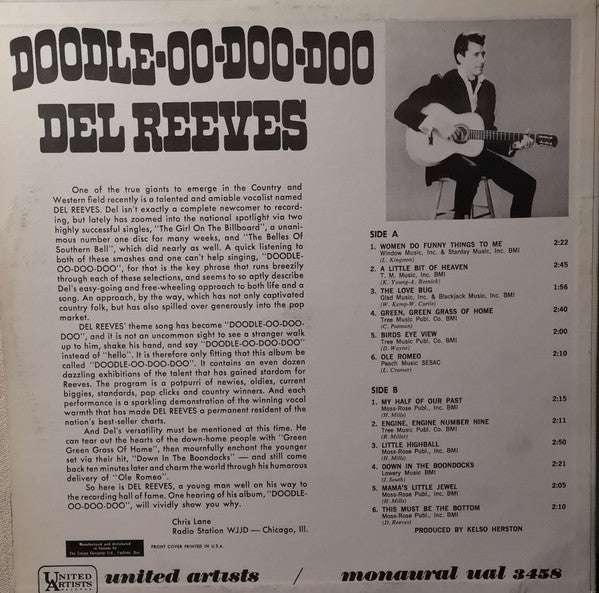 DOODLE-OO-DOO-DOO
DEL REEVES
One of the true giants to emerge in the Country and
Western field recently is a talented and amiable vocalist named
DEL REEVES. Del isn't exactly a complete newcomer to record-
ing, but lately has zoomed into the national spotlight via two
highly successful singles, "The Girl On The Billboard", a unani-
mous number one disc for many weeks, and "The Belles Of
Southern Bell", which did nearly as well. A quick listening to
both of these smashes and one can't help singing, "DOODLE-
OO-DOO-DOO", for that is the key phrase that runs breezily
through each of these selections, and seems to so aptly describe
Del's easy-going and free-wheeling approach to both life and a
song. An approach, by the way, which has not only captivated
country folk, but has also spilled over generously into the pop
market.
DEL REEVES' theme song has become "DOODLE-OO-DOO-
DOO", and it is not an uncommon sight to see a stranger walk
up to him, shake his hand, and say "DOODLE-OO-DOO-DOO"
instead of "hello". It is therefore only fitting that this album be
called "DOODLE-OO-DOO-DOO". It contains an even dozen
dazzling exhibitions of the talent that has gained stardom for
Reeves. The program is a potpurri of newies, oldies, current
biggies, standards, pop clicks and country winners. And each
performance is a sparkling demonstration of the winning vocal
warmth that has made DEL REEVES a permanent resident of the
nation's best-seller charts.
And Del's versatility must be mentioned at this time. He
can tear out the hearts of the down-home people with "Green
Green Grass Of Home", then mournfully enchant the younger
set via their hit, "Down In The Boondocks" — and still come
back ten minutes later and charm the world through his humorous
delivery of "Ole Romeo".
So here is DEL REEVES, a young man well on his way to
the recording hall of fame. One hearing of his album, "DOODLE-
OO-DOO-DOO", will vividly show you why.
Chris Lane
Radio Station WJJD — Chicago, Ill.
SIDE A
1. WOMEN DO FUNNY THINGS TO ME 2:22
Window Music, Inc. & Starday Music, Inc. BMI
(L. Kingston)
2. A LITTLE BIT OF HEAVEN 2:45
T. M. Music, Inc. BMI
(K. Young-A. Resnick)
3. THE LOVE BUG 1:56
Glad Music, Inc. & Blackjack Music, Inc. BMI
(W. Kemp-W. Curtis)
4. GREEN, GREEN GRASS OF HOME 2:40
Tree Music Publ. Co. BMI
(C. Putman)
5. BIRDS EYE VIEW 2:00
Tree Music Publ. Co. BMI
(D. Wayne)
6. OLE ROMEO 2:10
Peach Music SESAC
(L. Cramer)
SIDE B
1. MY HALF OF OUR PAST 2:15
Moss-Rose Publ., Inc. BMI
(H. Mills)
2. ENGINE, ENGINE NUMBER NINE 2:11
Tree Music Publ. Co. BMI
(R. Miller)
3. LITTLE HIGHBALL 2:50
Moss-Rose Publ., Inc. BMI
(H. Mills)
4. DOWN IN THE BOONDOCKS 2:21
Lowery Music BMI
(J. South)
5. MAMA'S LITTLE JEWEL 2:05
Moss-Rose Publ., Inc. BMI
(H. Mills)
6. THIS MUST BE THE BOTTOM 2:10
Moss-Rose Publ., Inc. BMI
(D. Reeves)
PRODUCED BY KELSO HERSTON
Manufactured and distributed
in Canada by
The Compo Company Ltd., Lachine, Que.
FRONT COVER PRINTED IN U.S.A.
UNITED
ARTISTS
RECORDS
united artists / monaural ual 3458